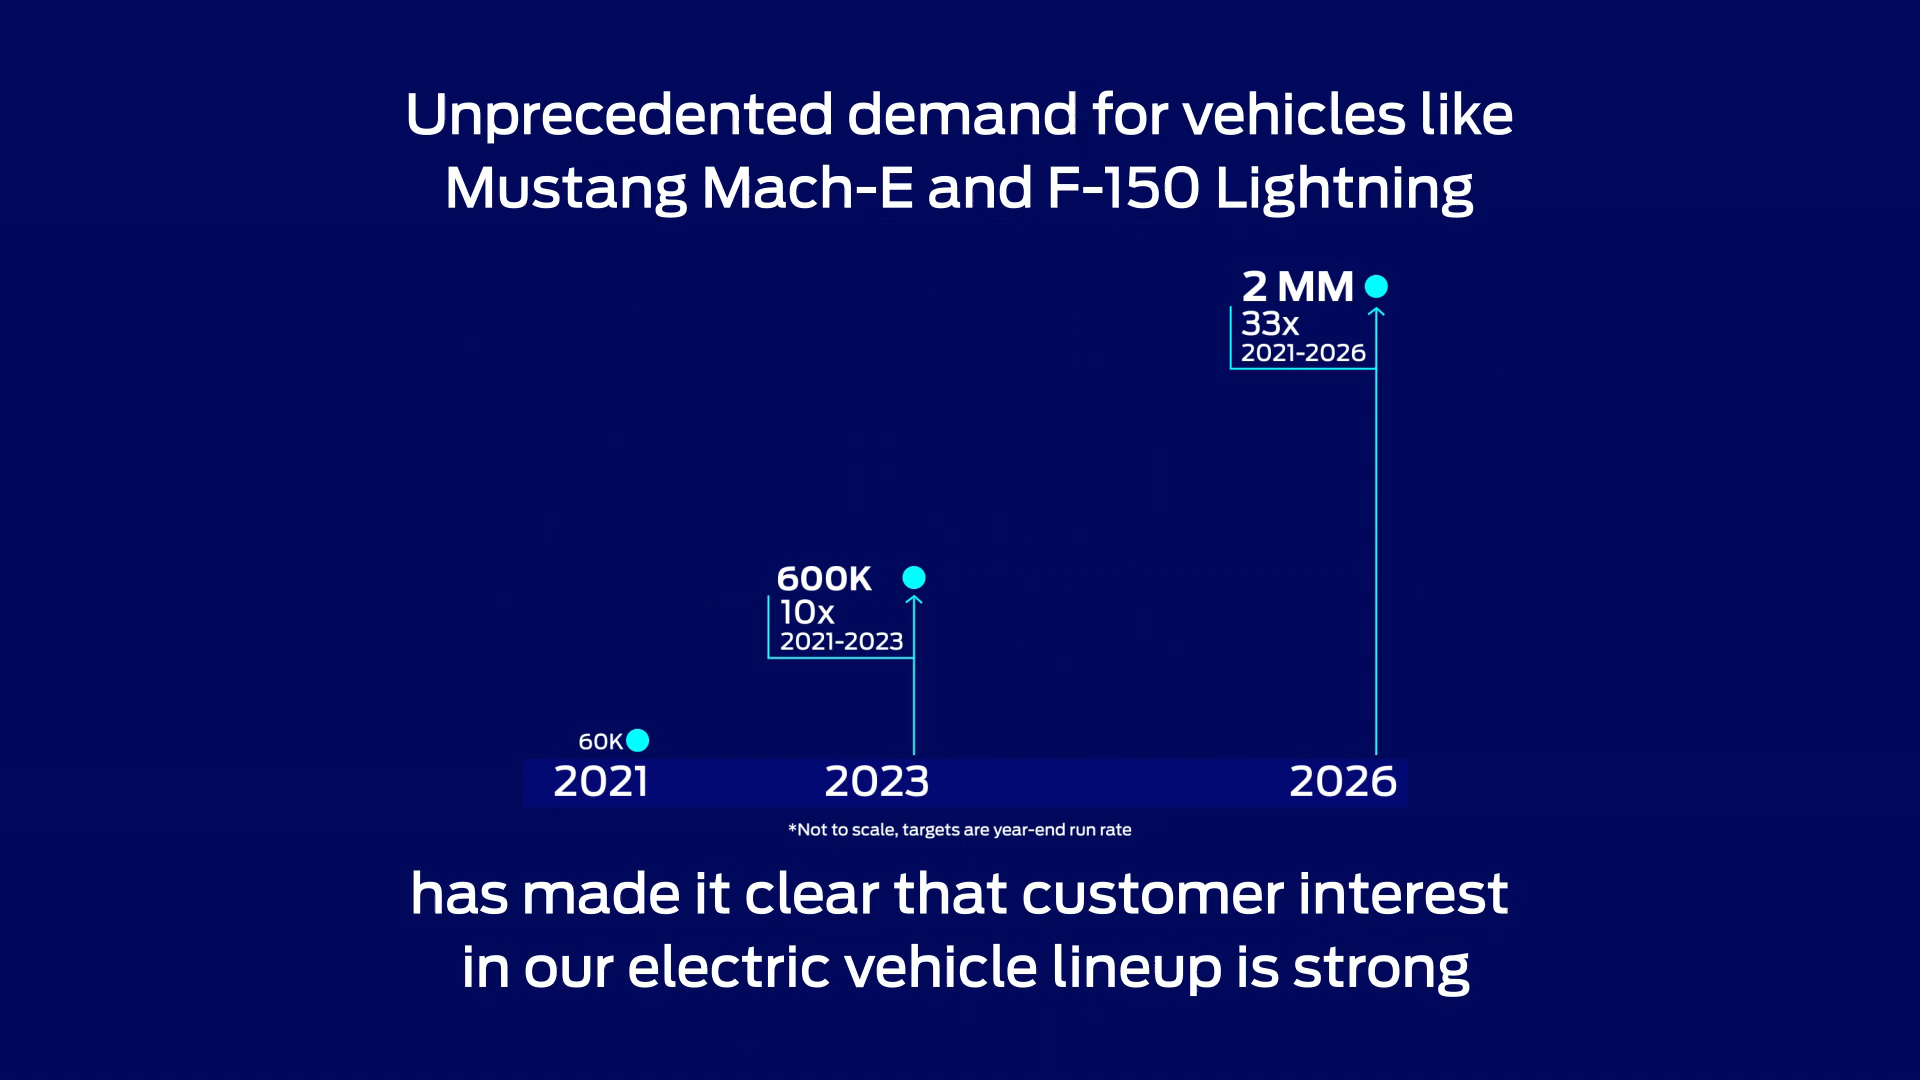 Unprecedented demand for vehicles like
Mustang Mach-E and F-150 Lightning
2 MM
33x
2021-2026
600K
10x
2021-2023
60K
2021 2023 2026
*Not to scale, targets are year-end run rate
has made it clear that customer interest
in our electric vehicle lineup is strong